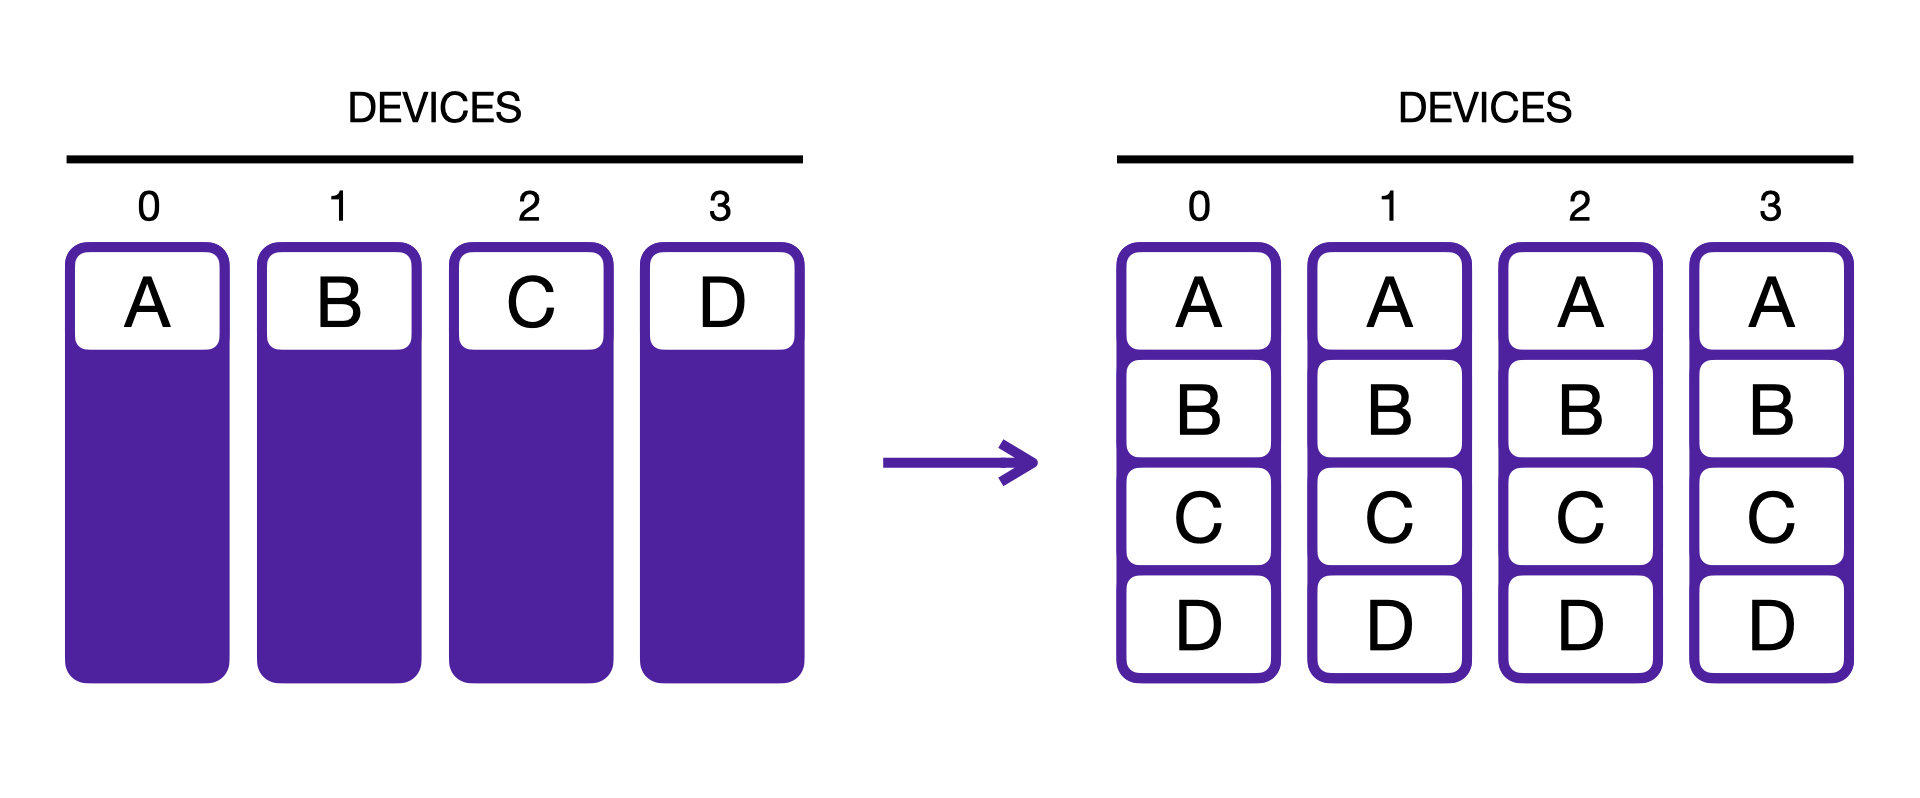 DEVICES
0 1 2 3
A B C D
DEVICES
0 1 2 3
A A A A
B B B B
C C C C
D D D D